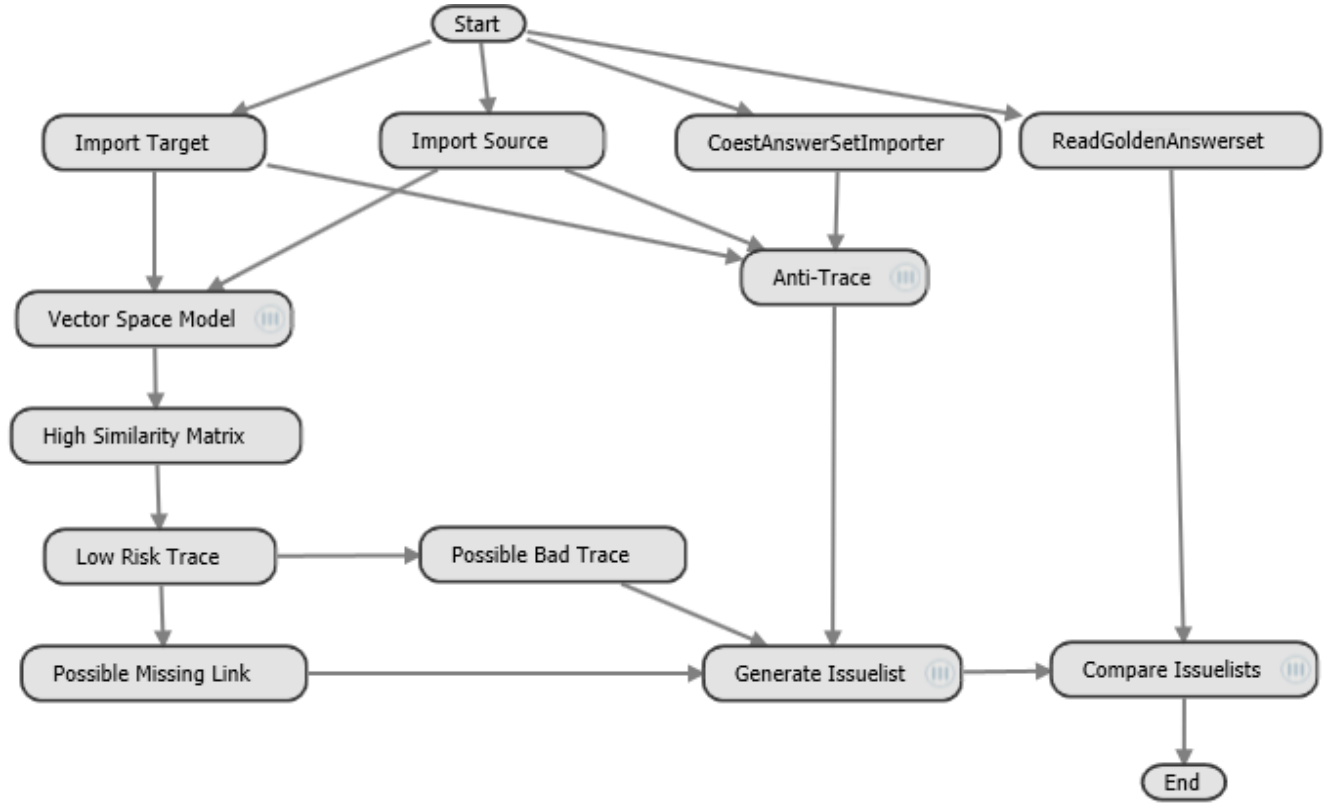 Start
Import Target
Import Source
CoestAnswerSetImporter
ReadGoldenAnswerset
Anti-Trace
Vector Space Model
High Similarity Matrix
Low Risk Trace
Possible Bad Trace
Possible Missing Link
Generate Issuelist
Compare Issuelists
End